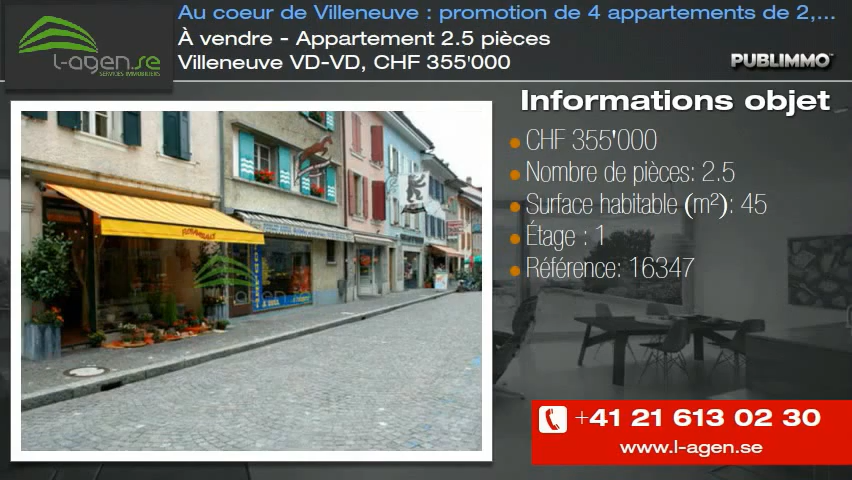 Au coeur de Villeneuve : promotion de 4 appartements de 2,...
À vendre - Appartement 2.5 pièces
Villeneuve VD-VD, CHF 355'000
l-agen.se
SERVICES IMMOBILIERS
PUBLIMMO
Informations objet
CHF 355'000
Nombre de pièces: 2.5
Surface habitable (m²): 45
Étage : 1
Référence: 16347
l-agen.se
+41 21 613 02 30
www.l-agen.se